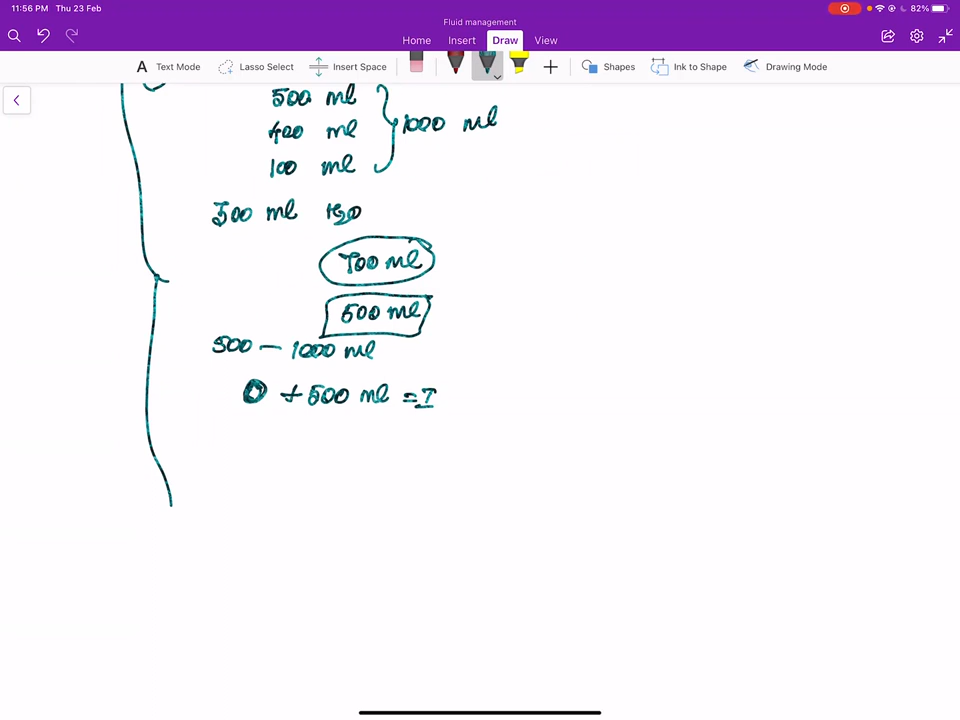 11:56 PM Thu 23 Feb
82%
Fluid management
Home Insert Draw View
Text Mode Lasso Select Insert Space Shapes Ink to Shape Drawing Mode
500 ml
400 ml
100 ml
1000 ml
500 ml H2O
500 ml
500 - 1000 ml
O + 500 ml = I